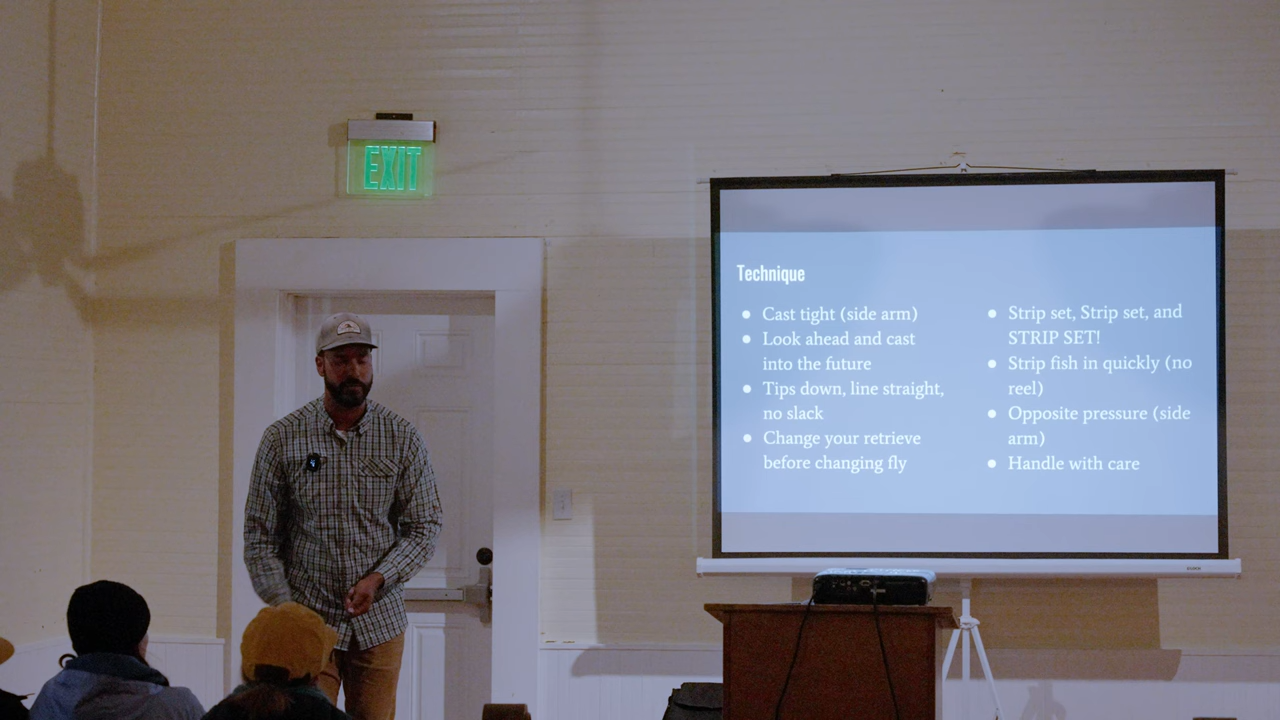 EXIT
Technique
● Cast tight (side arm)
● Look ahead and cast
into the future
● Tips down, line straight,
no slack
● Change your retrieve
before changing fly
● Strip set, Strip set, and
STRIP SET!
● Strip fish in quickly (no
reel)
● Opposite pressure (side
arm)
● Handle with care